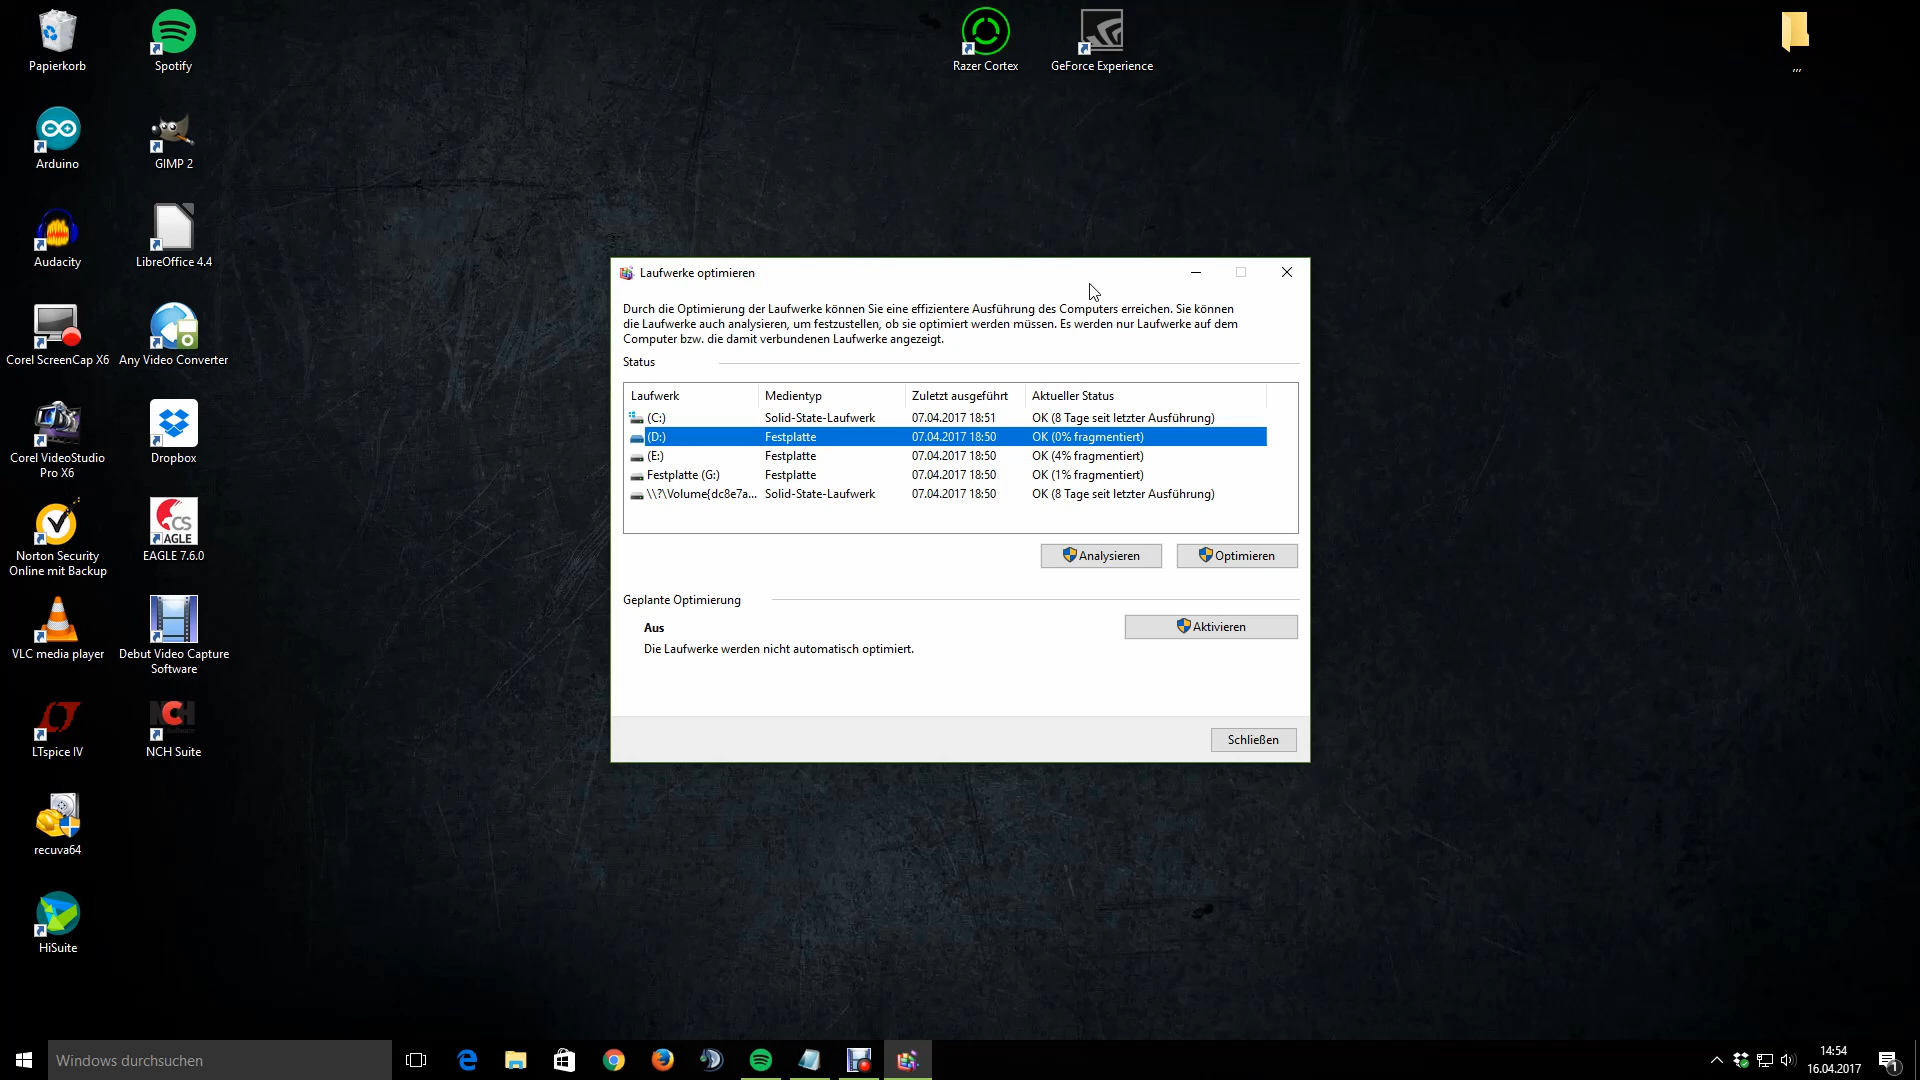 Papierkorb
Spotify
Razer Cortex
GeForce Experience
,,,
Arduino
GIMP 2
Audacity
LibreOffice 4.4
Corel ScreenCap X6
Any Video Converter
Corel VideoStudio
Pro X6
Dropbox
Norton Security
Online mit Backup
CS
AGLE
EAGLE 7.6.0
VLC media player
Debut Video Capture
Software
LTspice IV
NCH
NCH Suite
recuva64
HiSuite
Laufwerke optimieren
Durch die Optimierung der Laufwerke können Sie eine effizientere Ausführung des Computers erreichen. Sie können
die Laufwerke auch analysieren, um festzustellen, ob sie optimiert werden müssen. Es werden nur Laufwerke auf dem
Computer bzw. die damit verbundenen Laufwerke angezeigt.
Status
Laufwerk Medientyp Zuletzt ausgeführt Aktueller Status
(C:) Solid-State-Laufwerk 07.04.2017 18:51 OK (8 Tage seit letzter Ausführung)
(D:) Festplatte 07.04.2017 18:50 OK (0% fragmentiert)
(E:) Festplatte 07.04.2017 18:50 OK (4% fragmentiert)
Festplatte (G:) Festplatte 07.04.2017 18:50 OK (1% fragmentiert)
\\?\Volume{dc8e7a... Solid-State-Laufwerk 07.04.2017 18:50 OK (8 Tage seit letzter Ausführung)
Analysieren Optimieren
Geplante Optimierung
Aus
Aktivieren
Die Laufwerke werden nicht automatisch optimiert.
Schließen
Windows durchsuchen
14:54
16.04.2017
1